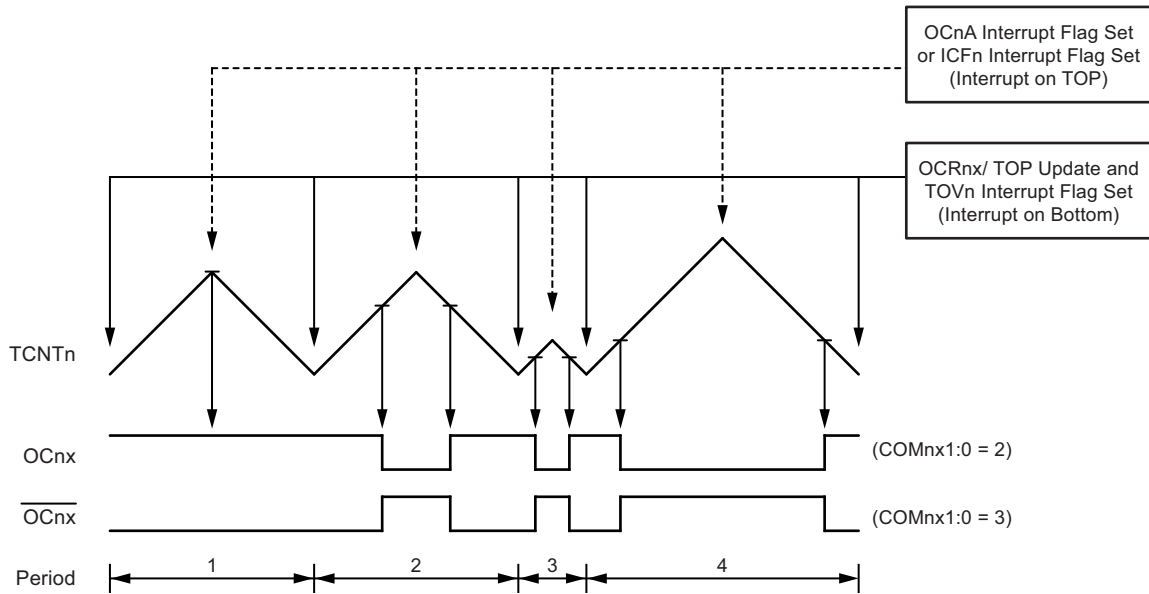 OCnA Interrupt Flag Set
or ICFn Interrupt Flag Set
(Interrupt on TOP)
OCRnx/ TOP Update and
TOVn Interrupt Flag Set
(Interrupt on Bottom)
TCNTn
OCnx
(COMnx1:0 = 2)
OCnx
(COMnx1:0 = 3)
Period
1
2
3
4